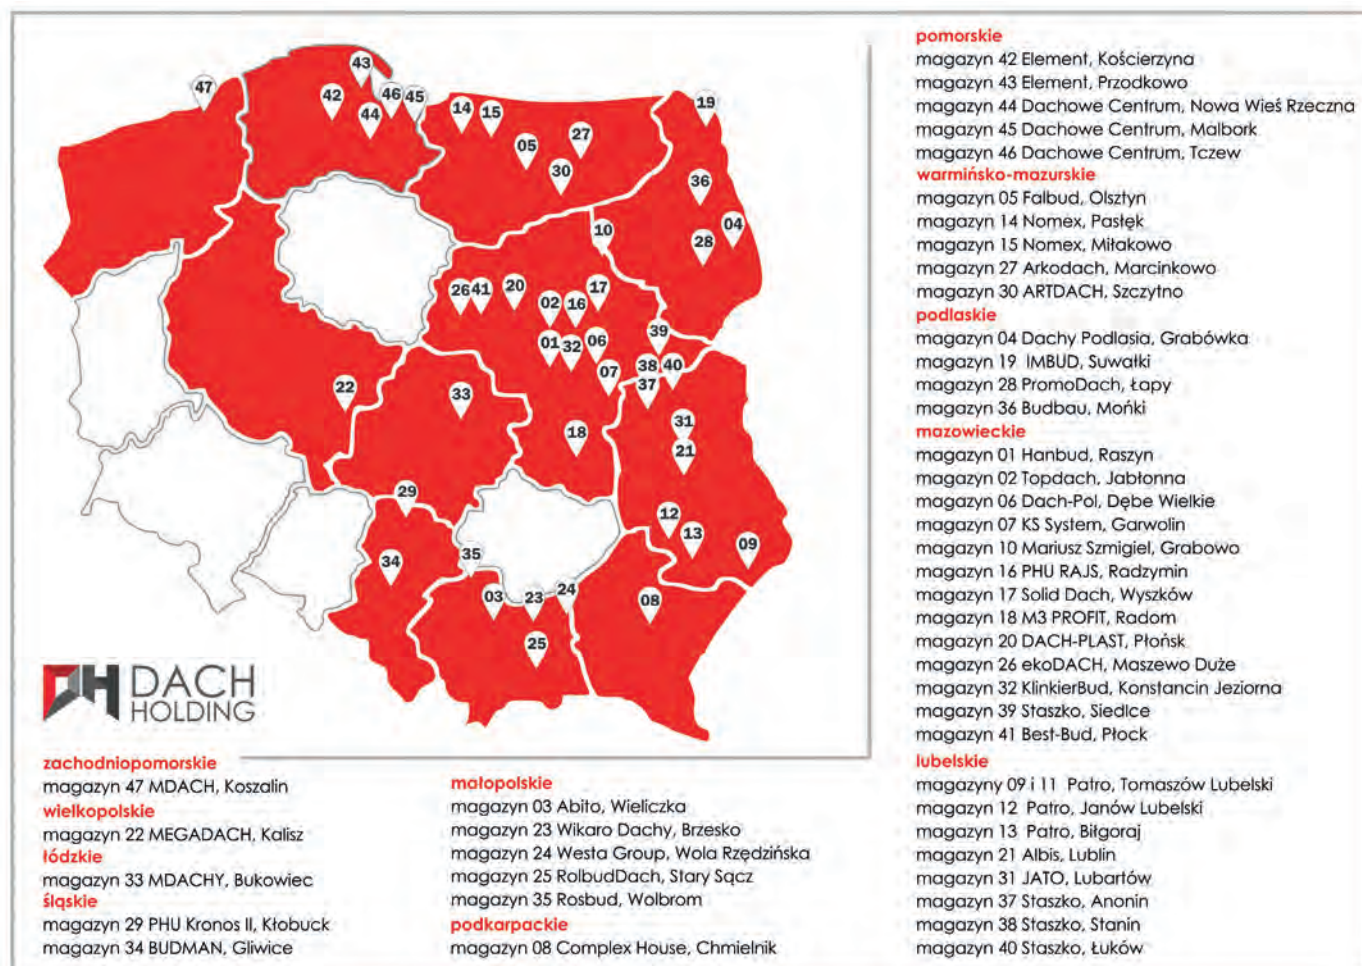 47
43
42
46
45
44
14
15
05
27
30
19
36
04
28
10
26
41
20
02
16
17
01
32
06
07
39
38
40
37
22
33
18
31
21
29
12
13
09
34
35
03
23
24
08
25
DACH
HOLDING
zachodniopomorskie
magazyn 47 MDACH, Koszalin
wielkopolskie
magazyn 22 MEGADACH, Kalisz
łódzkie
magazyn 33 MDACHY, Bukowiec
śląskie
magazyn 29 PHU Kronos II, Kłobuck
magazyn 34 BUDMAN, Gliwice
małopolskie
magazyn 03 Abito, Wieliczka
magazyn 23 Wikaro Dachy, Brzesko
magazyn 24 Westa Group, Wola Rzędzińska
magazyn 25 RolbudDach, Stary Sącz
magazyn 35 Rosbud, Wolbrom
podkarpackie
magazyn 08 Complex House, Chmielnik
pomorskie
magazyn 42 Element, Kościerzyna
magazyn 43 Element, Przodkowo
magazyn 44 Dachowe Centrum, Nowa Wieś Rzeczna
magazyn 45 Dachowe Centrum, Malbork
magazyn 46 Dachowe Centrum, Tczew
warmińsko-mazurskie
magazyn 05 Falbud, Olsztyn
magazyn 14 Nomex, Pasłęk
magazyn 15 Nomex, Miłakowo
magazyn 27 Arkodach, Marcinkowo
magazyn 30 ARTDACH, Szczytno
podlaskie
magazyn 04 Dachy Podlasia, Grabówka
magazyn 19 IMBUD, Suwałki
magazyn 28 PromoDach, Łapy
magazyn 36 Budbau, Mońki
mazowieckie
magazyn 01 Hanbud, Raszyn
magazyn 02 Topdach, Jabłonna
magazyn 06 Dach-Pol, Dębe Wielkie
magazyn 07 KS System, Garwolin
magazyn 10 Mariusz Szmigiel, Grabowo
magazyn 16 PHU RAJS, Radzymin
magazyn 17 Solid Dach, Wyszków
magazyn 18 M3 PROFIT, Radom
magazyn 20 DACH-PLAST, Płońsk
magazyn 26 ekoDACH, Maszewo Duże
magazyn 32 KlinkierBud, Konstancin Jeziorna
magazyn 39 Staszko, Siedlce
magazyn 41 Best-Bud, Płock
lubelskie
magazyny 09 i 11 Patro, Tomaszów Lubelski
magazyn 12 Patro, Janów Lubelski
magazyn 13 Patro, Biłgoraj
magazyn 21 Albis, Lublin
magazyn 31 JATO, Lubartów
magazyn 37 Staszko, Anonin
magazyn 38 Staszko, Stanin
magazyn 40 Staszko, Łuków